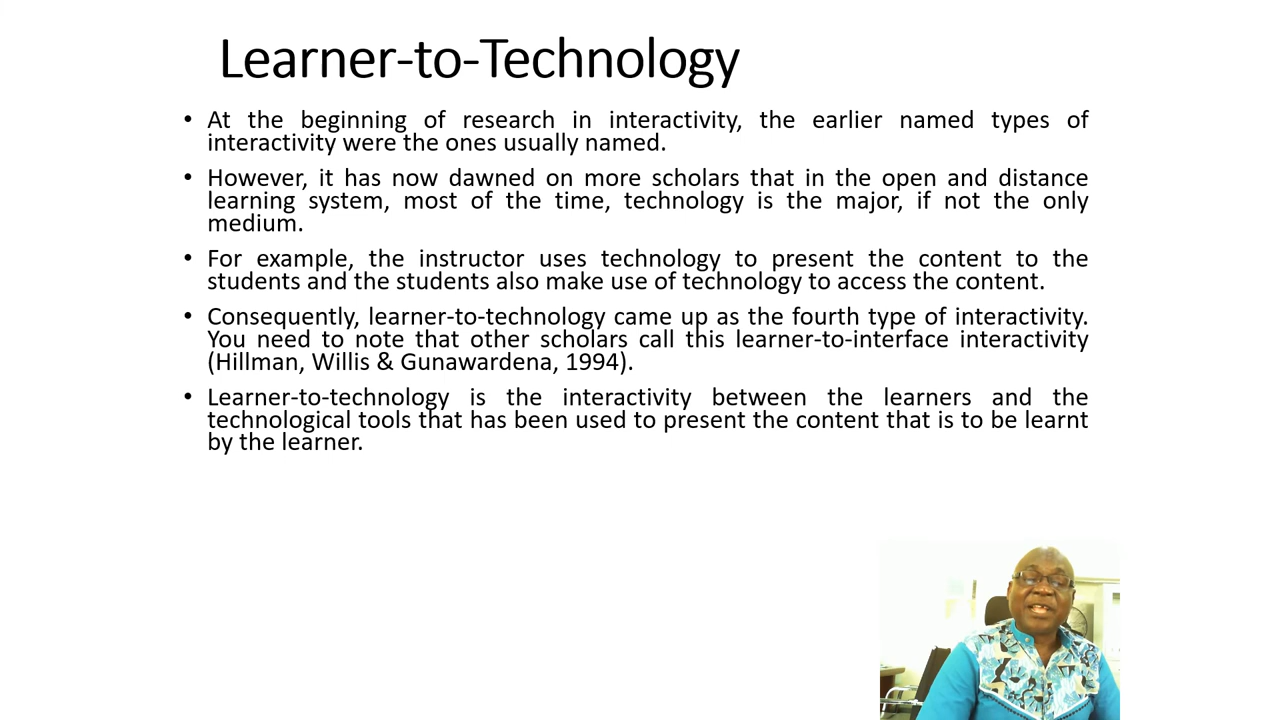 Learner-to-Technology
• At the beginning of research in interactivity, the earlier named types of
interactivity were the ones usually named.
• However, it has now dawned on more scholars that in the open and distance
learning system, most of the time, technology is the major, if not the only
medium.
• For example, the instructor uses technology to present the content to the
students and the students also make use of technology to access the content.
• Consequently, learner-to-technology came up as the fourth type of interactivity.
You need to note that other scholars call this learner-to-interface interactivity
(Hillman, Willis & Gunawardena, 1994).
• Learner-to-technology is the interactivity between the learners and the
technological tools that has been used to present the content that is to be learnt
by the learner.